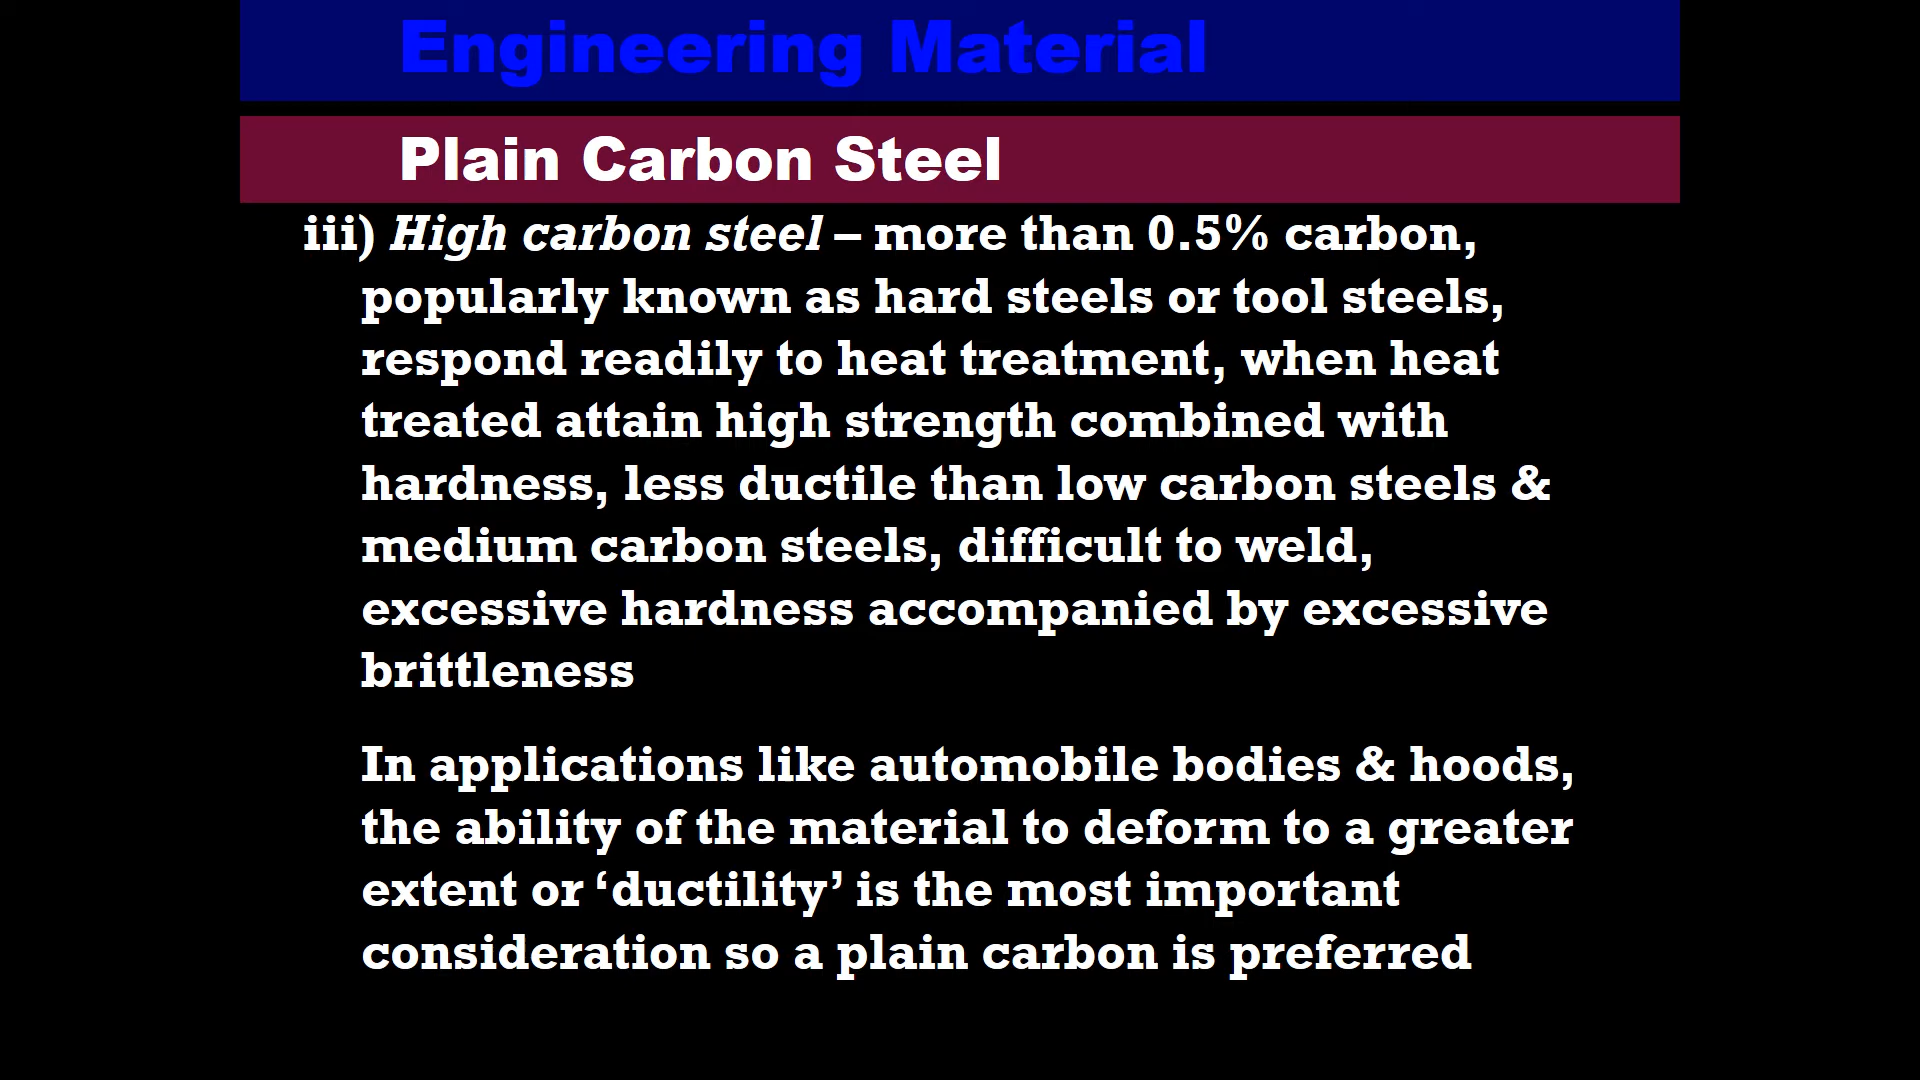 Engineering Material
Plain Carbon Steel
iii) High carbon steel – more than 0.5% carbon,
popularly known as hard steels or tool steels,
respond readily to heat treatment, when heat
treated attain high strength combined with
hardness, less ductile than low carbon steels &
medium carbon steels, difficult to weld,
excessive hardness accompanied by excessive
brittleness
In applications like automobile bodies & hoods,
the ability of the material to deform to a greater
extent or ‘ductility’ is the most important
consideration so a plain carbon is preferred